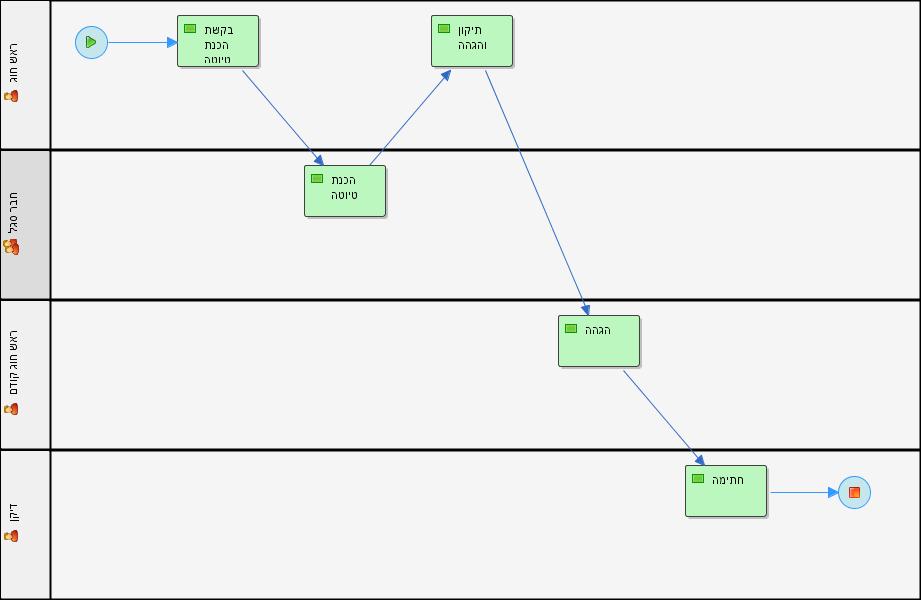 ראש חוג
בקשת
הכנת
טיוטה
תיקון
והגהה
חבר סגל
הכנת
טיוטה
ראש חוג קודם
הגהה
דיקן
חתימה